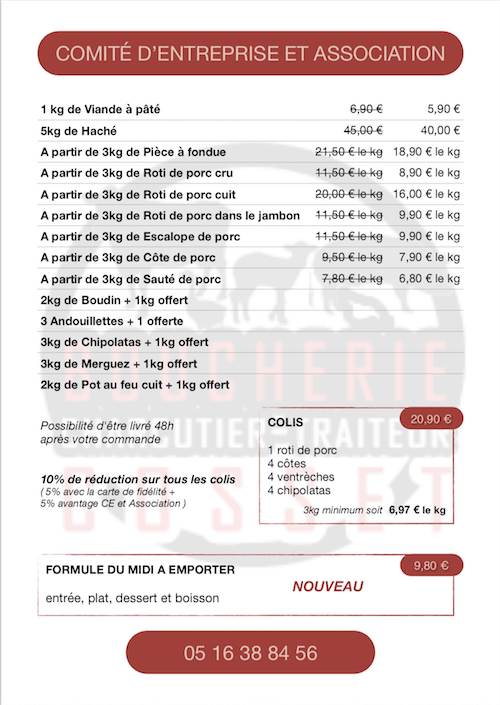 COMITÉ D'ENTREPRISE ET ASSOCIATION
1 kg de Viande à pâté 6,90 € 5,90 €
5kg de Haché 45,00 € 40,00 €
A partir de 3kg de Pièce à fondue 21,50 € le kg 18,90 € le kg
A partir de 3kg de Roti de porc cru 11,50 € le kg 8,90 € le kg
A partir de 3kg de Roti de porc cuit 20,00 € le kg 16,00 € le kg
A partir de 3kg de Roti de porc dans le jambon 11,50 € le kg 9,90 € le kg
A partir de 3kg de Escalope de porc 11,50 € le kg 9,90 € le kg
A partir de 3kg de Côte de porc 9,50 € le kg 7,90 € le kg
A partir de 3kg de Sauté de porc 7,80 € le kg 6,80 € le kg
2kg de Boudin + 1kg offert
3 Andouillettes + 1 offerte
3kg de Chipolatas + 1kg offert
3kg de Merguez + 1kg offert
2kg de Pot au feu cuit + 1kg offert
BOUCHERIE
CHARCUTIER-TRAITEUR
COSSET
Possibilité d'être livré 48h
après votre commande
10% de réduction sur tous les colis
( 5% avec la carte de fidélité +
5% avantage CE et Association )
COLIS 20,90 €
1 roti de porc
4 côtes
4 ventrèches
4 chipolatas
3kg minimum soit 6,97 € le kg
FORMULE DU MIDI A EMPORTER 9,80 €
NOUVEAU
entrée, plat, dessert et boisson
05 16 38 84 56